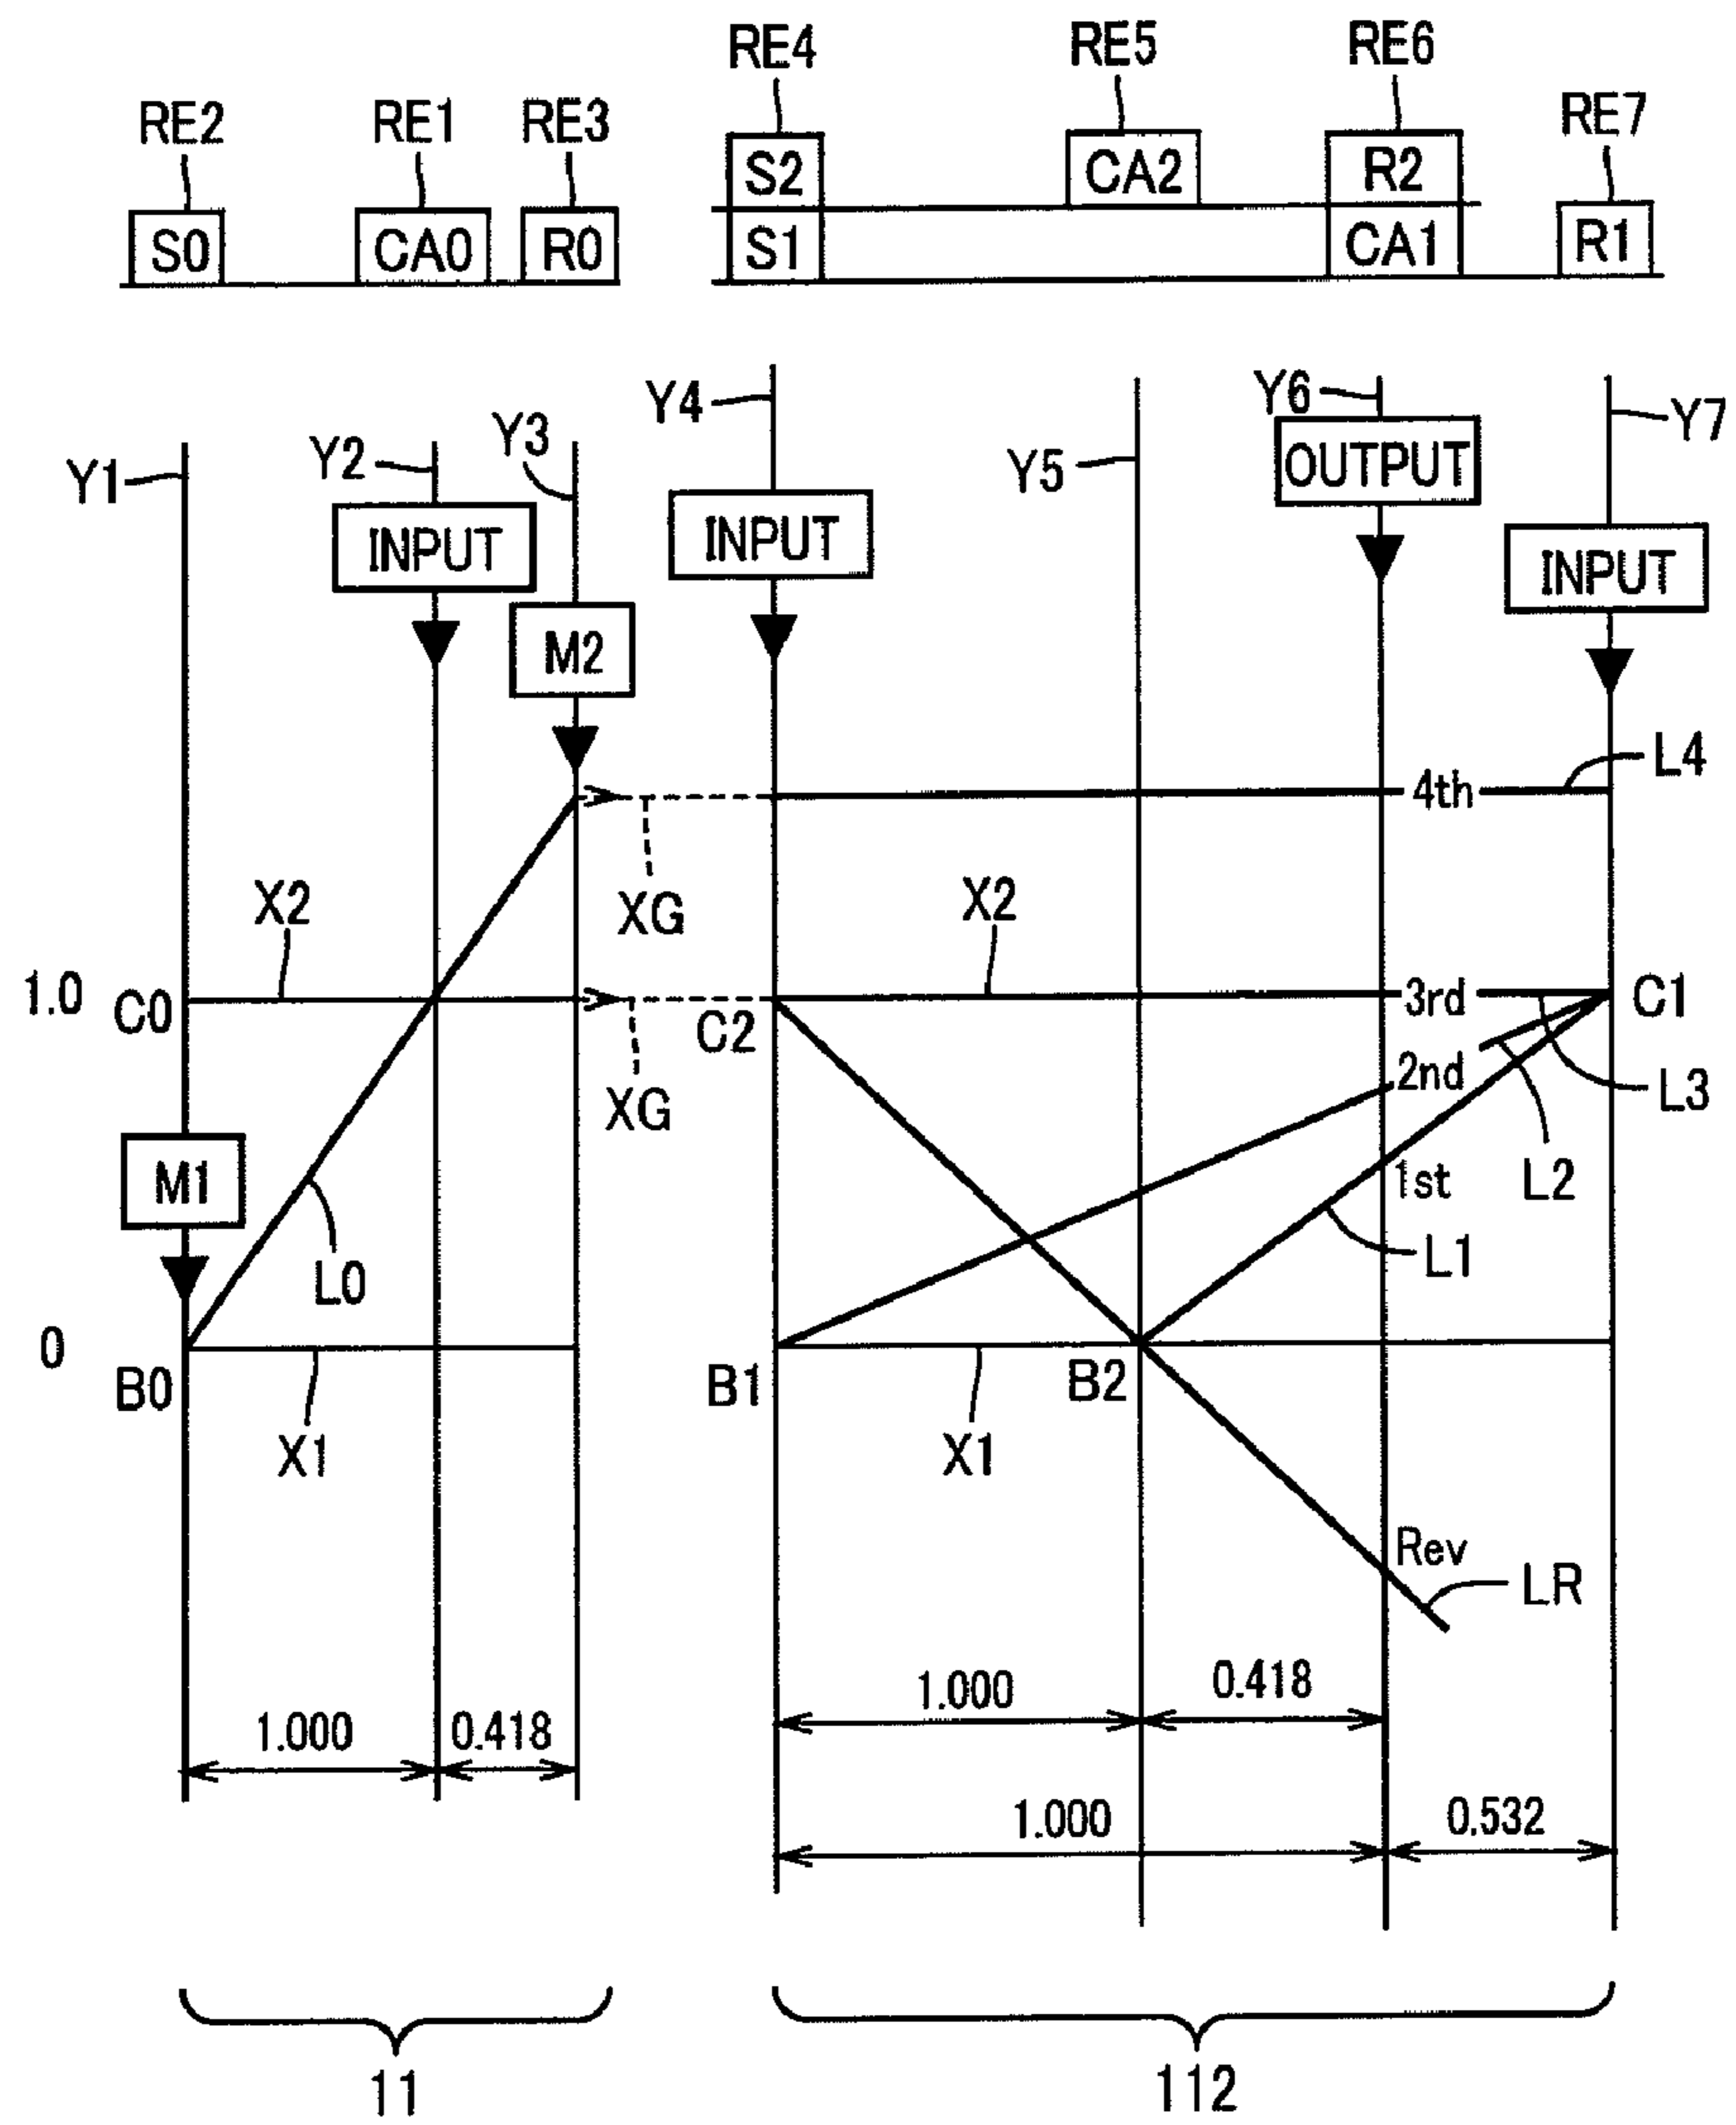 RE4 RE5 RE6
RE2 RE1 RE3 RE7
S2 CA2 R2
S0 CA0 R0 S1 CA1 R1
Y1 Y2 Y3 Y4 Y5 Y6 Y7
OUTPUT
INPUT INPUT INPUT
M2
4th L4
XG
X2 X2
1.0 C0 C2 3rd C1
XG 2nd L3
M1 1st L2
L0 L1
0
B0 B1 B2
X1 X1
Rev LR
1.000 0.418
1.000 0.418
1.000 0.532
11 112